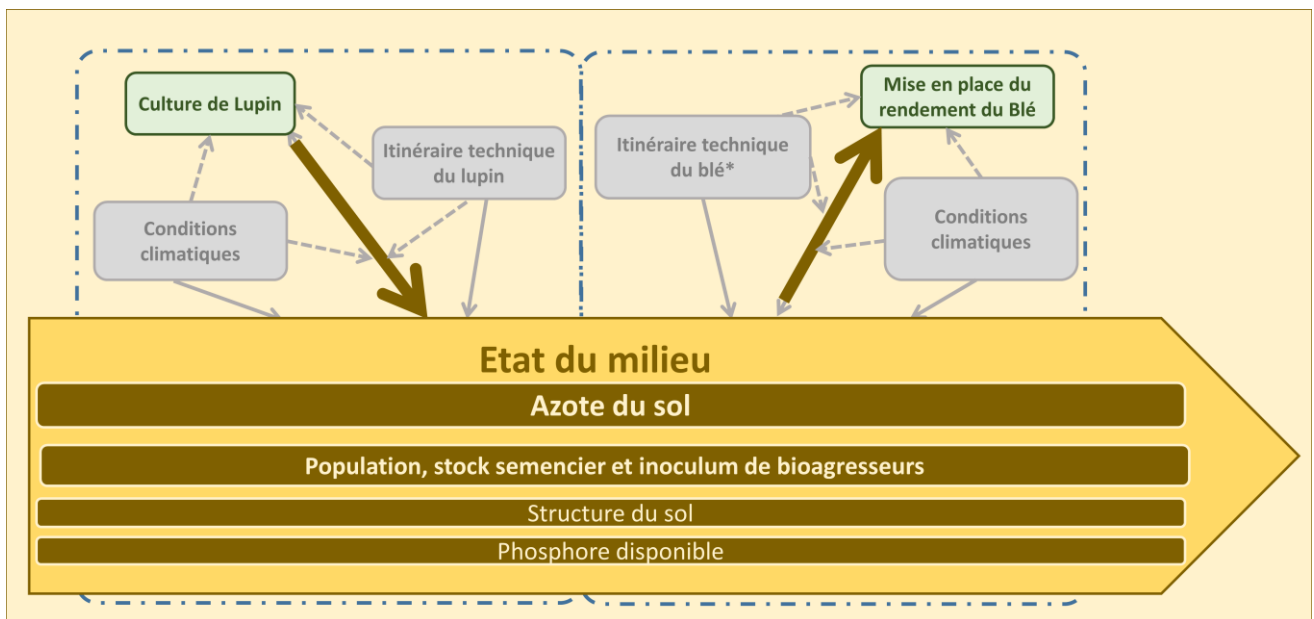 Culture de Lupin
Itinéraire technique
du lupin
Conditions
climatiques
Mise en place du
rendement du Blé
Itinéraire technique
du blé*
Conditions
climatiques
Etat du milieu
Azote du sol
Population, stock semencier et inoculum de bioagresseurs
Structure du sol
Phosphore disponible